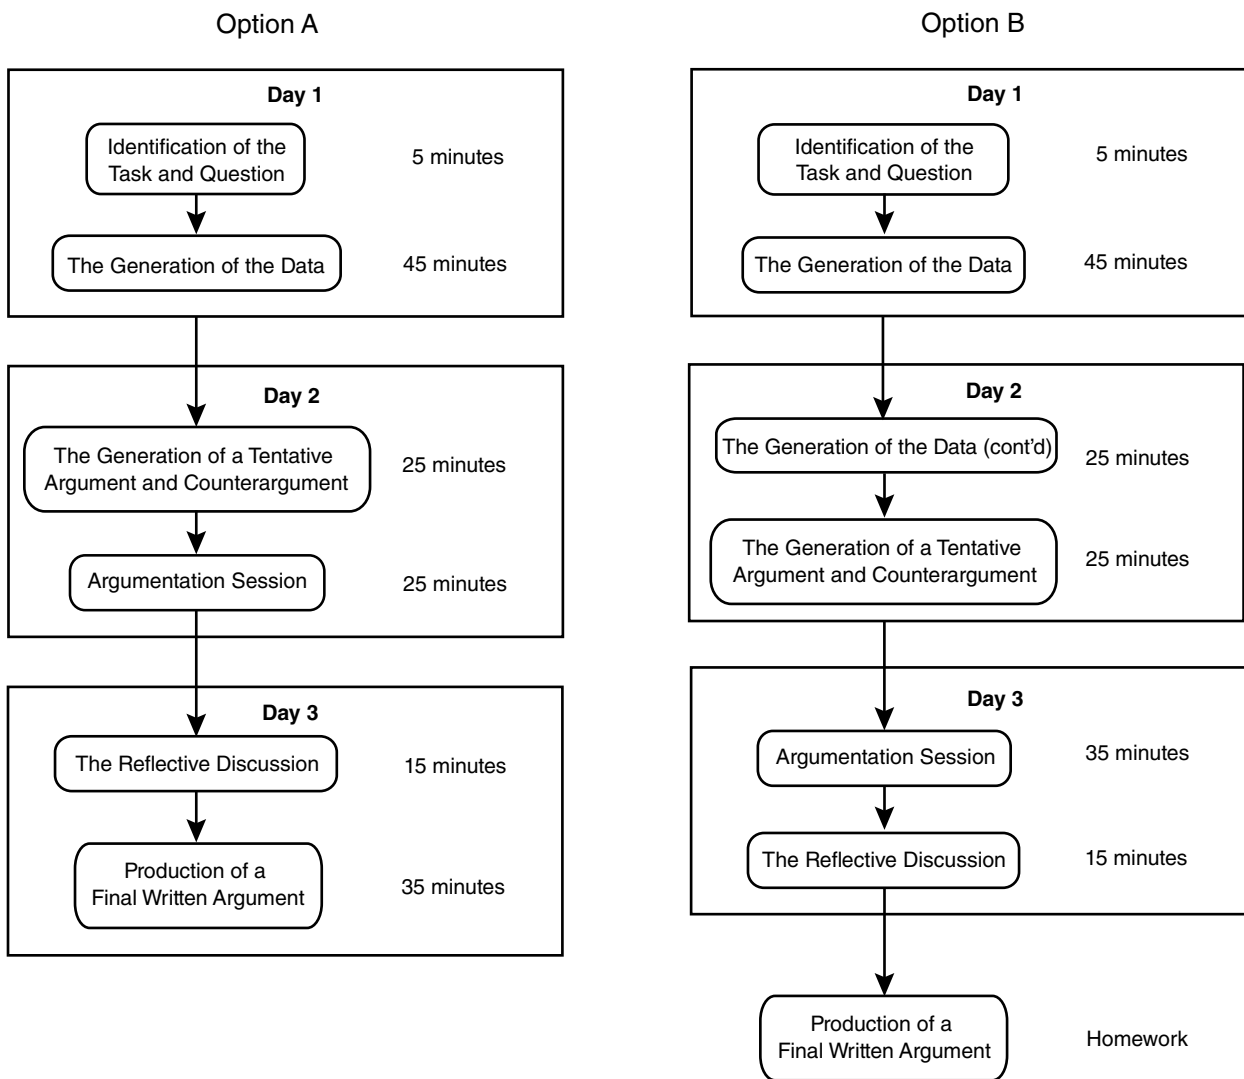 Option A
Day 1
Identification of the
Task and Question
5 minutes
The Generation of the Data
45 minutes
Day 2
The Generation of a Tentative
Argument and Counterargument
25 minutes
Argumentation Session
25 minutes
Day 3
The Reflective Discussion
15 minutes
Production of a
Final Written Argument
35 minutes
Option B
Day 1
Identification of the
Task and Question
5 minutes
The Generation of the Data
45 minutes
Day 2
The Generation of the Data (cont'd)
25 minutes
The Generation of a Tentative
Argument and Counterargument
25 minutes
Day 3
Argumentation Session
35 minutes
The Reflective Discussion
15 minutes
Production of a
Final Written Argument
Homework